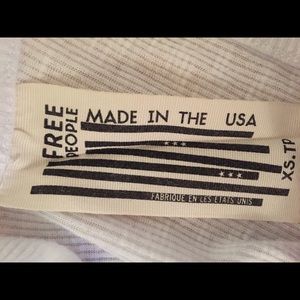 FREE
PEOPLE
MADE IN THE USA
FABRIQUE EN LES ETATS UNIS
XS.TP